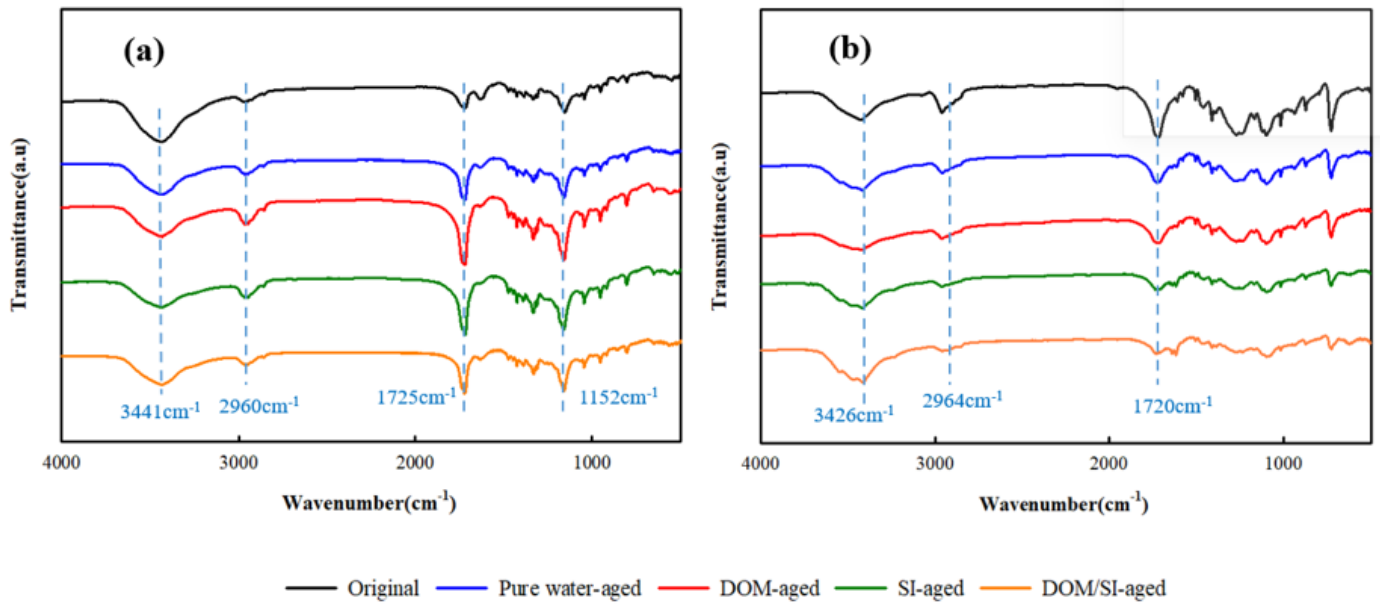 (a)
(b)
Transmittance(a.u)
Transmittance(a.u)
3441cm-1
2960cm-1
1725cm-1
1152cm-1
3426cm-1
2964cm-1
1720cm-1
4000 3000 2000 1000
4000 3000 2000 1000
Wavenumber(cm-1)
Wavenumber(cm-1)
Original Pure water-aged DOM-aged SI-aged DOM/SI-aged